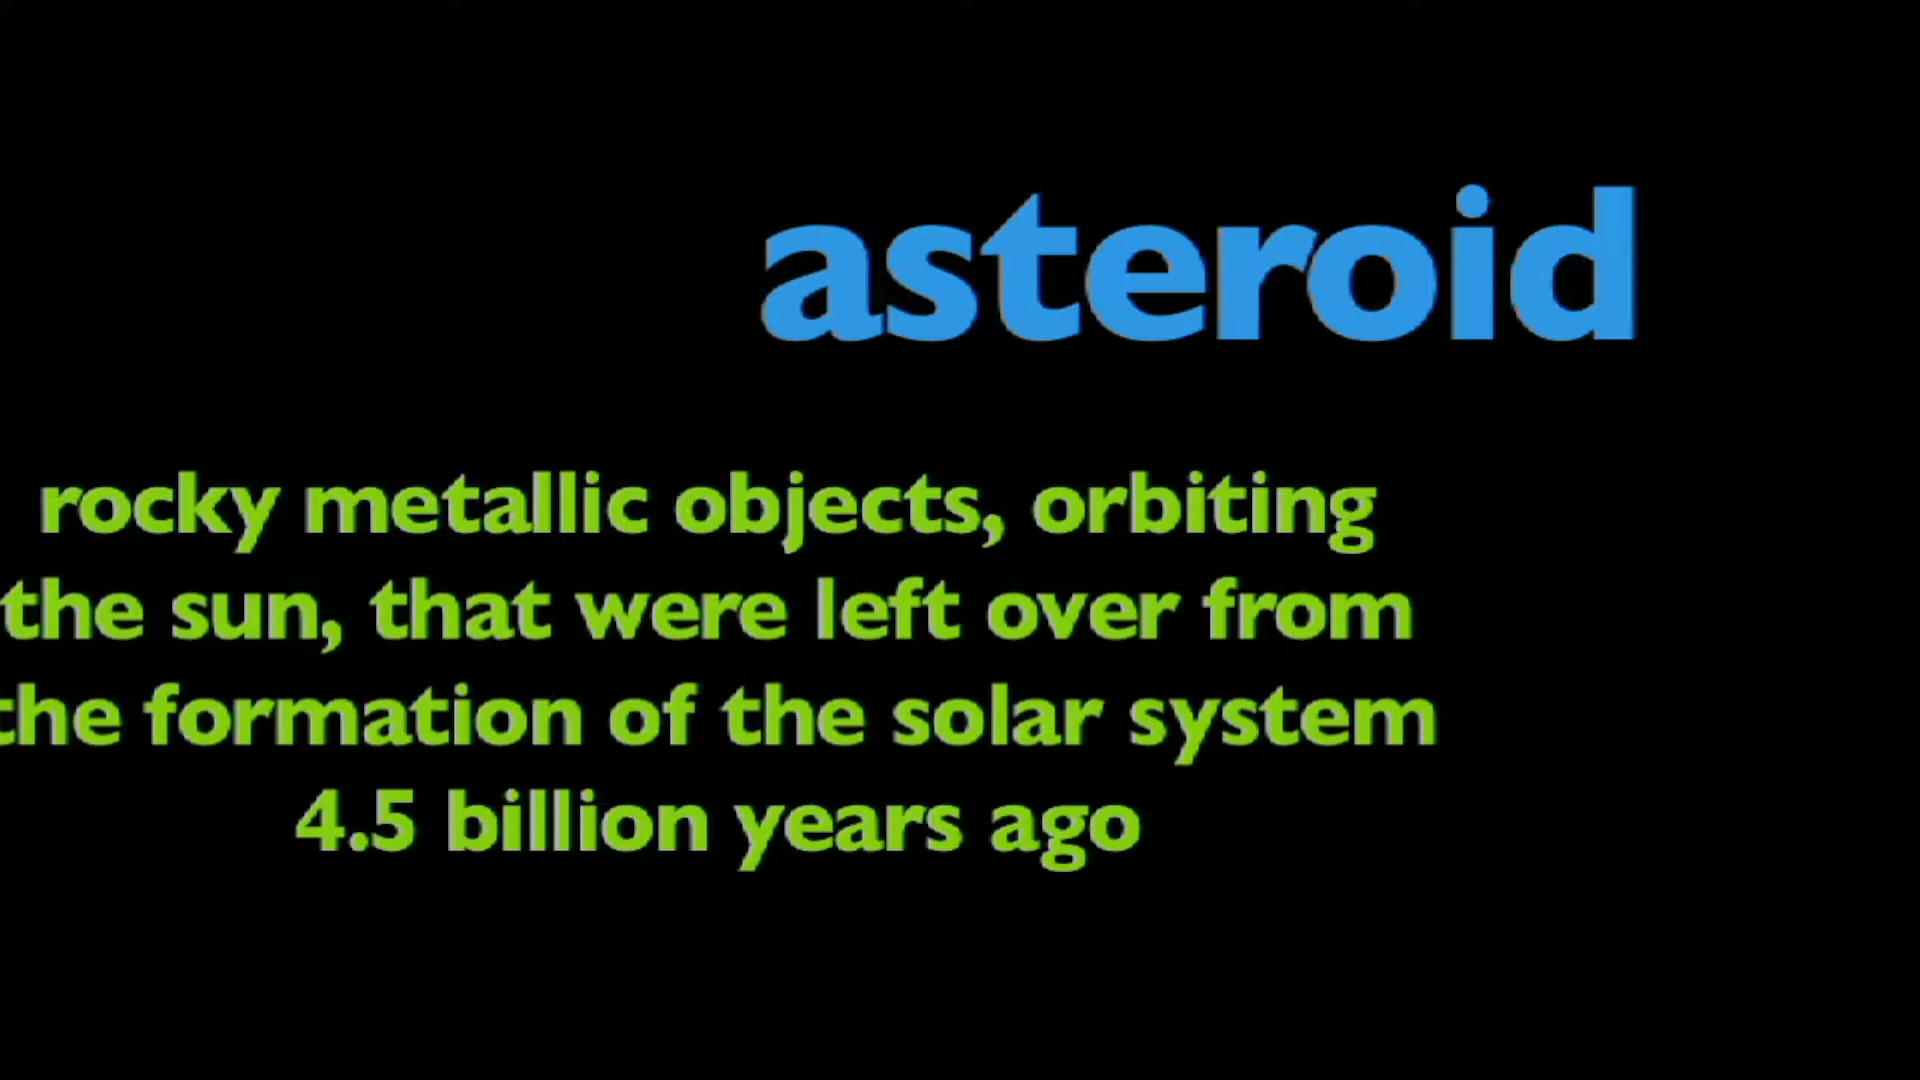 asteroid
rocky metallic objects, orbiting
the sun, that were left over from
the formation of the solar system
4.5 billion years ago